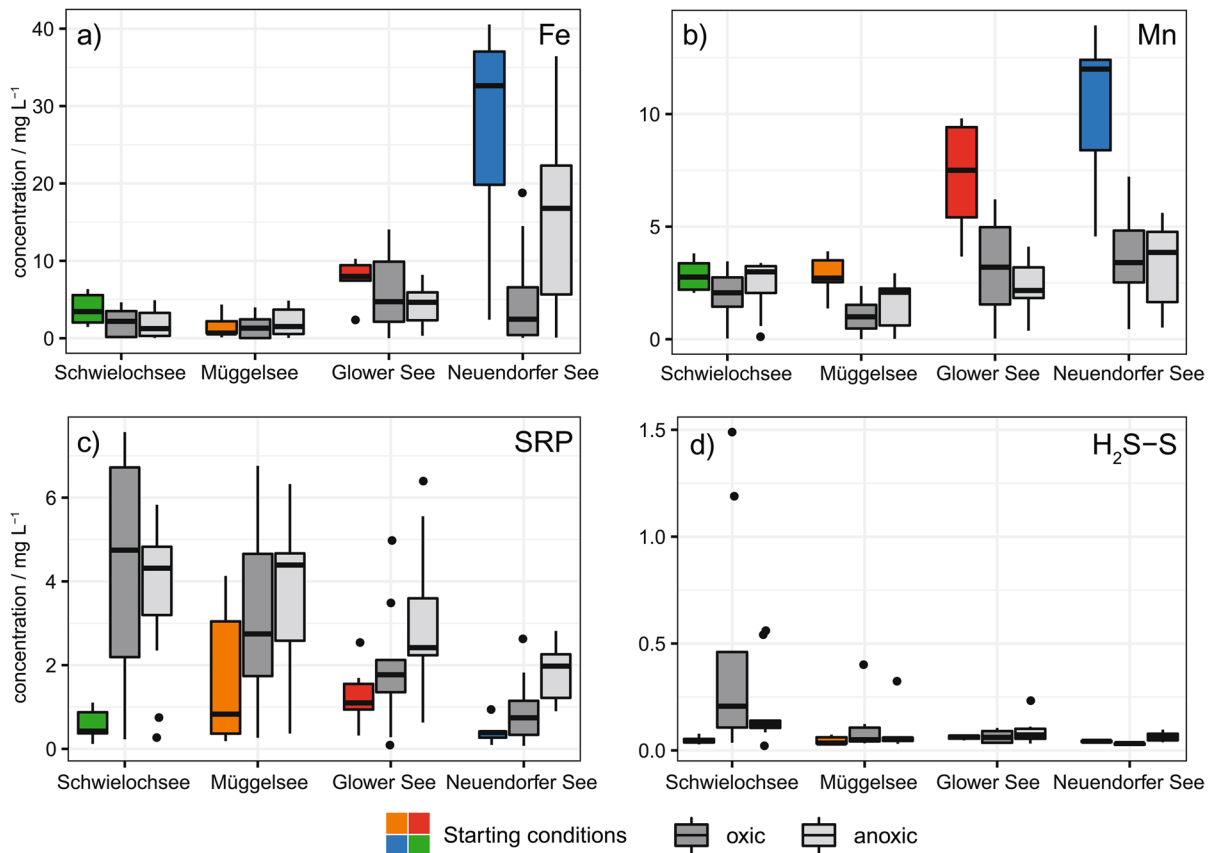 a) Fe
40
30
20
10
0
concentration / mg L⁻¹
Schwielochsee Müggelsee Glower See Neuendorfer See
b) Mn
10
5
0
Schwielochsee Müggelsee Glower See Neuendorfer See
c) SRP
6
4
2
0
concentration / mg L⁻¹
Schwielochsee Müggelsee Glower See Neuendorfer See
d) H₂S−S
1.5
1.0
0.5
0.0
Schwielochsee Müggelsee Glower See Neuendorfer See
Starting conditions oxic anoxic